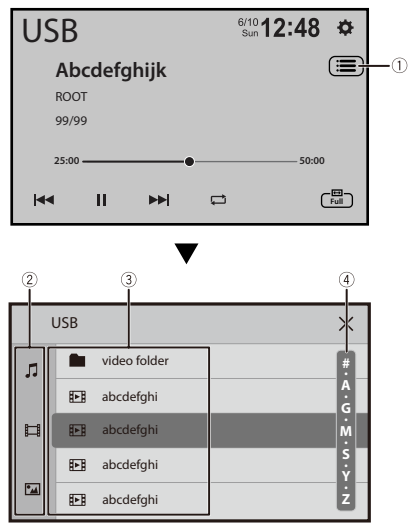 USB
6/10
Sun 12:48
Abcdefghijk
①
ROOT
99/99
25:00
50:00
Full
②
③
④
USB
video folder
abcdefghi
abcdefghi
abcdefghi
abcdefghi
#
·
A
·
G
·
M
·
S
·
Y
·
Z